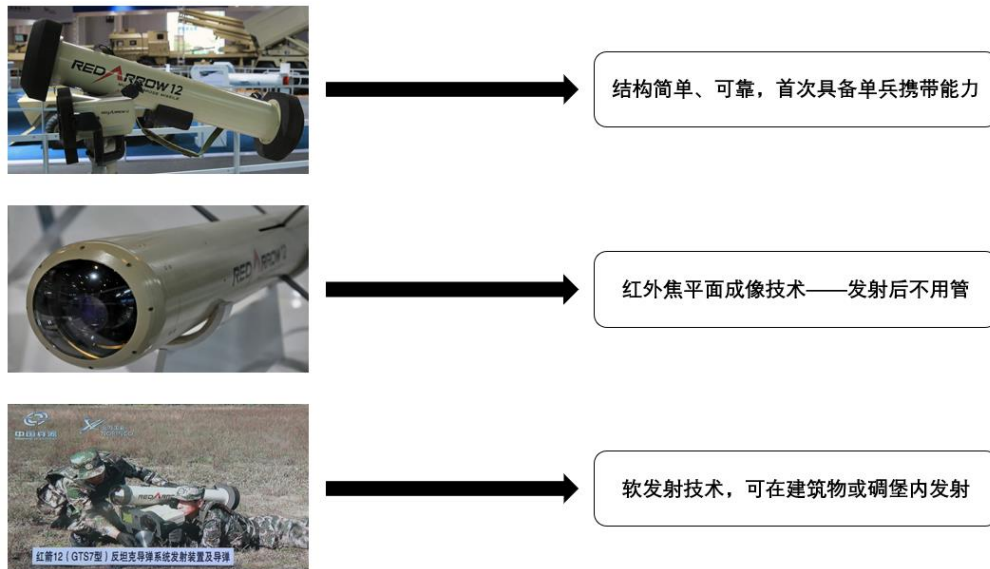 RED ARROW 12
结构简单、可靠，首次具备单兵携带能力
RED ARROW 12
红外焦平面成像技术——发射后不用管
中国兵源
RED ARRO
红箭12（GTS7型）反坦克导弹系统发射装置及导弹
软发射技术，可在建筑物或碉堡内发射